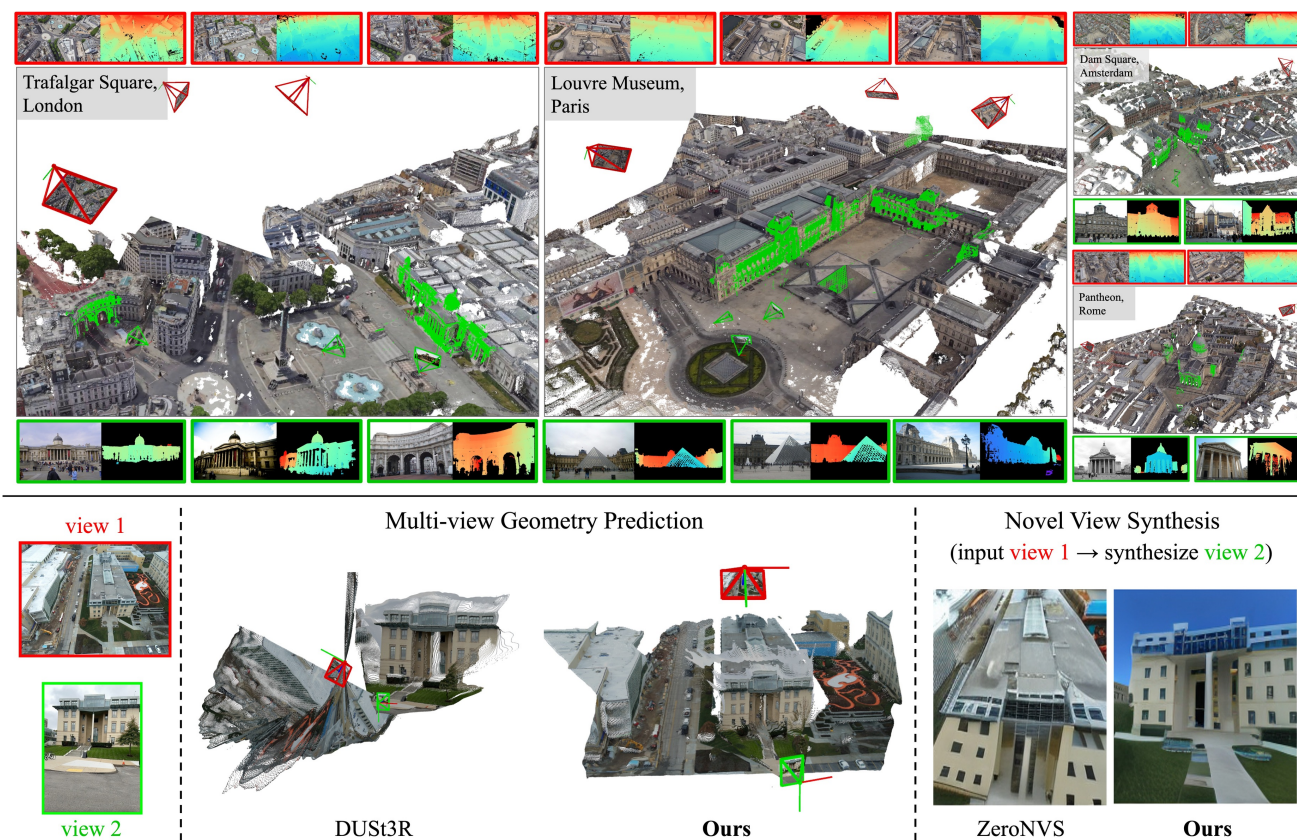 Trafalgar Square,
London
Louvre Museum,
Paris
Dam Square,
Amsterdam
Pantheon,
Rome
view 1
view 2
Multi-view Geometry Prediction
DUSt3R
Ours
Novel View Synthesis
(input view 1 → synthesize view 2)
ZeroNVS
Ours